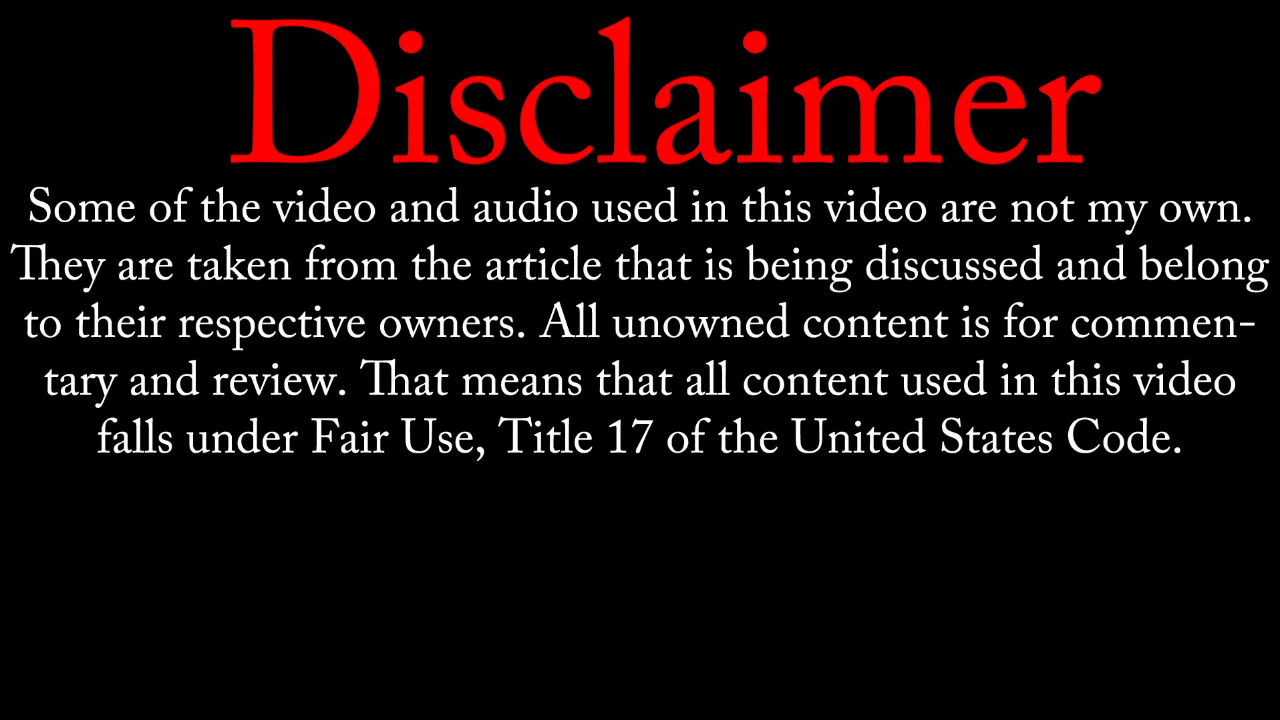 Disclaimer
Some of the video and audio used in this video are not my own.
They are taken from the article that is being discussed and belong
to their respective owners. All unowned content is for commen-
tary and review. That means that all content used in this video
falls under Fair Use, Title 17 of the United States Code.